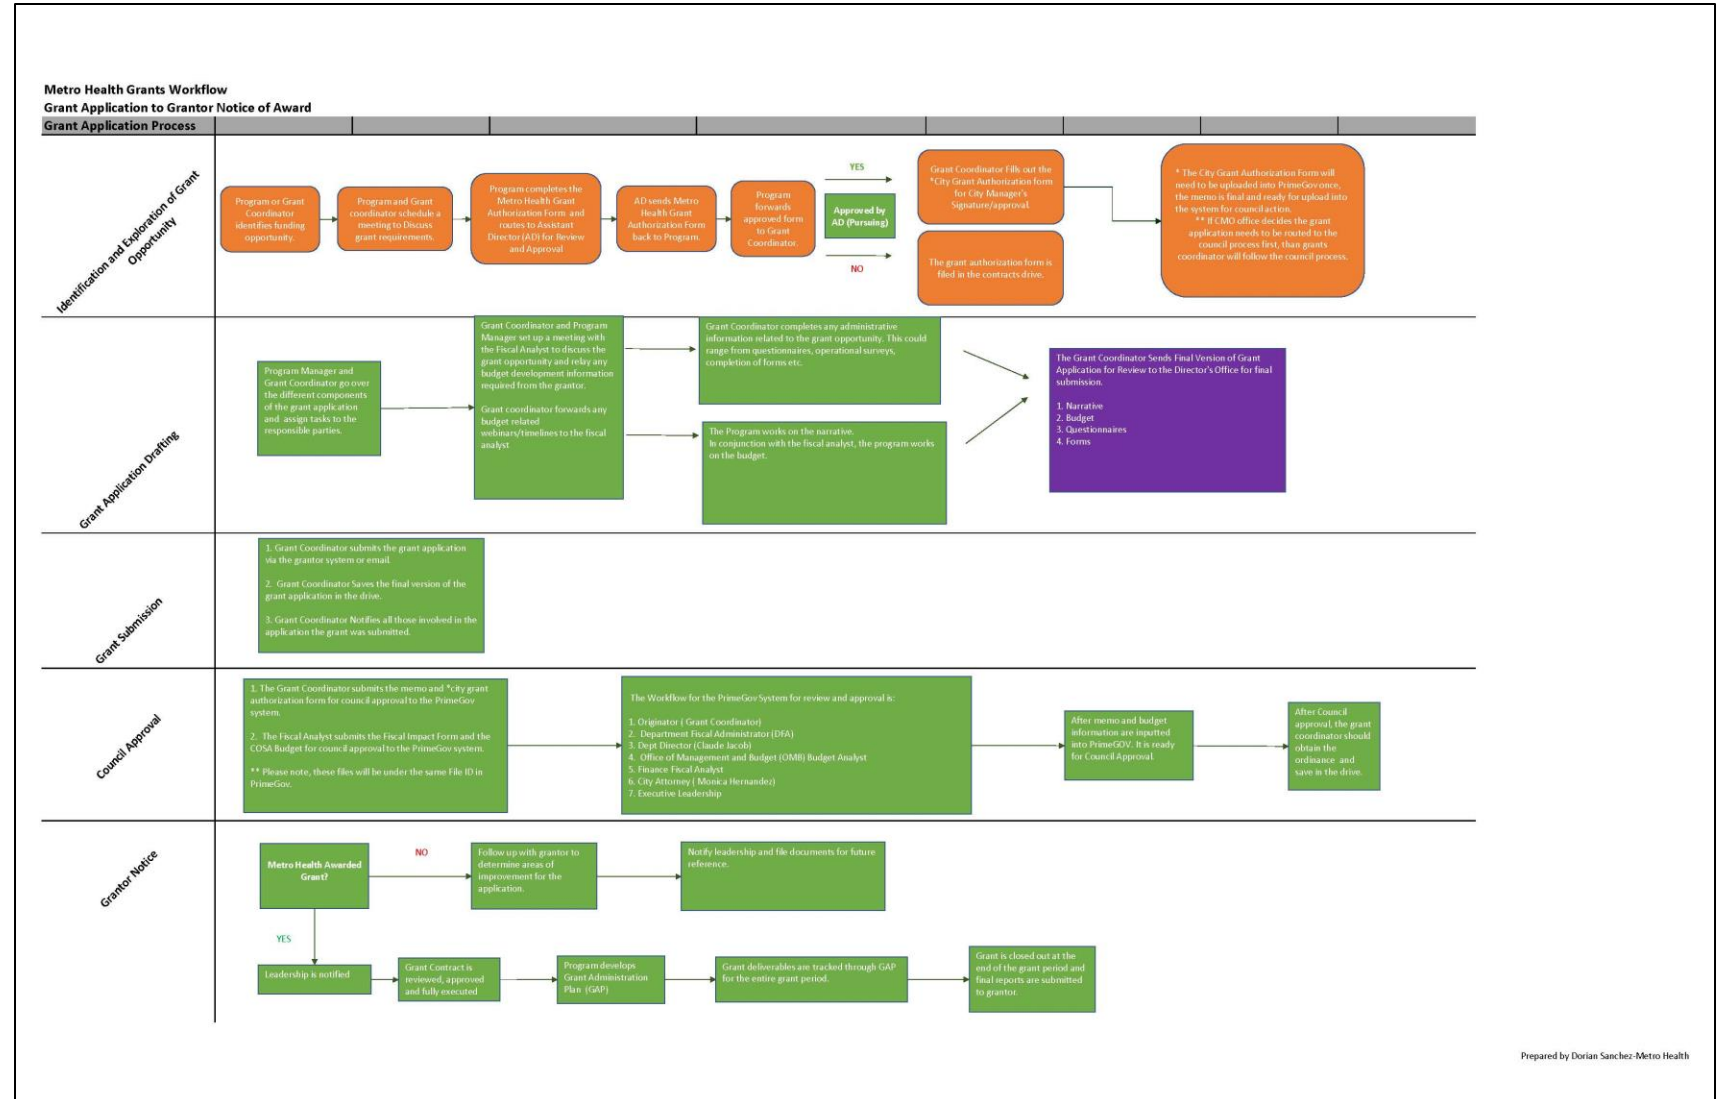 Metro Health Grants Workflow
Grant Application to Grantor Notice of Award
Grant Application Process
Identification and Exploration of Grant
Opportunity
Program or Grant
Coordinator
identifies funding
opportunity.
Program and Grant
coordinator schedule a
meeting to Discuss
grant requirements.
Program completes the
Metro Health Grant
Authorization Form and
routes to Assistant
Director (AD) for Review
and Approval
AD sends Metro
Health Grant
Authorization Form
back to Program.
Program
forwards
approved form
to Grant
Coordinator.
YES
Approved by
AD (Pursuing)
NO
Grant Coordinator Fills out the
*City Grant Authorization form
for City Manager's
Signature/approval.
The grant authorization form is
filed in the contracts drive.
* The City Grant Authorization Form will
need to be uploaded into PrimeGov once,
the memo is final and ready for upload into
the system for council action.
** If CMO office decides the grant
application needs to be routed to the
council process first, than grants
coordinator will follow the council process.
Grant Application Drafting
Program Manager and
Grant Coordinator go over
the different components
of the grant application
and assign tasks to the
responsible parties.
Grant Coordinator and Program
Manager set up a meeting with
the Fiscal Analyst to discuss the
grant opportunity and relay any
budget development information
required from the grantor.
Grant coordinator forwards any
budget related
webinars/timelines to the fiscal
analyst
Grant Coordinator completes any administrative
information related to the grant opportunity. This could
range from questionnaires, operational surveys,
completion of forms etc.
The Program works on the narrative.
In conjunction with the fiscal analyst, the program works
on the budget.
The Grant Coordinator Sends Final Version of Grant
Application for Review to the Director's Office for final
submission.
1. Narrative
2. Budget
3. Questionnaires
4. Forms
Grant Submission
1. Grant Coordinator submits the grant application
via the grantor system or email.
2. Grant Coordinator Saves the final version of the
grant application in the drive.
3. Grant Coordinator Notifies all those involved in the
application the grant was submitted.
Council Approval
1. The Grant Coordinator submits the memo and *city grant
authorization form for council approval to the PrimeGov
system.
2. The Fiscal Analyst submits the Fiscal Impact Form and the
COSA Budget for council approval to the PrimeGov system.
** Please note, these files will be under the same File ID in
PrimeGov.
The Workflow for the PrimeGov System for review and approval is:
1. Originator ( Grant Coordinator)
2. Department Fiscal Administrator (DFA)
3. Dept Director (Claude Jacob)
4. Office of Management and Budget (OMB) Budget Analyst
5. Finance Fiscal Analyst
6. City Attorney ( Monica Hernandez)
7. Executive Leadership
After memo and budget
information are inputted
into PrimeGOV. It is ready
for Council Approval.
After Council
approval, the grant
coordinator should
obtain the
ordinance and
save in the drive.
Grantor Notice
Metro Health Awarded
Grant?
NO
Follow up with grantor to
determine areas of
improvement for the
application.
Notify leadership and file documents for future
reference.
YES
Leadership is notified
Grant Contract is
reviewed, approved
and fully executed
Program develops
Grant Administration
Plan (GAP)
Grant deliverables are tracked through GAP
for the entire grant period.
Grant is closed out at the
end of the grant period and
final reports are submitted
to grantor.
Prepared by Dorian Sanchez-Metro Health